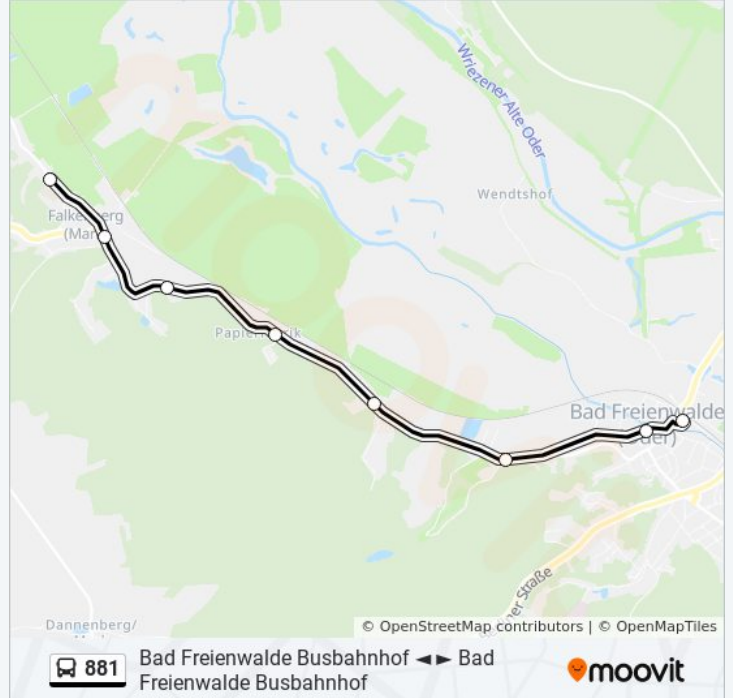 Wriezener Alte Oder
Wendtshof
Falkenberg
(Mark)
Papierfabrik
Bad Freienwalde
(Oder)
Straße
Dannenberg/
© OpenStreetMap contributors | © OpenMapTiles
881
Bad Freienwalde Busbahnhof ◄ ► Bad
Freienwalde Busbahnhof
moovit